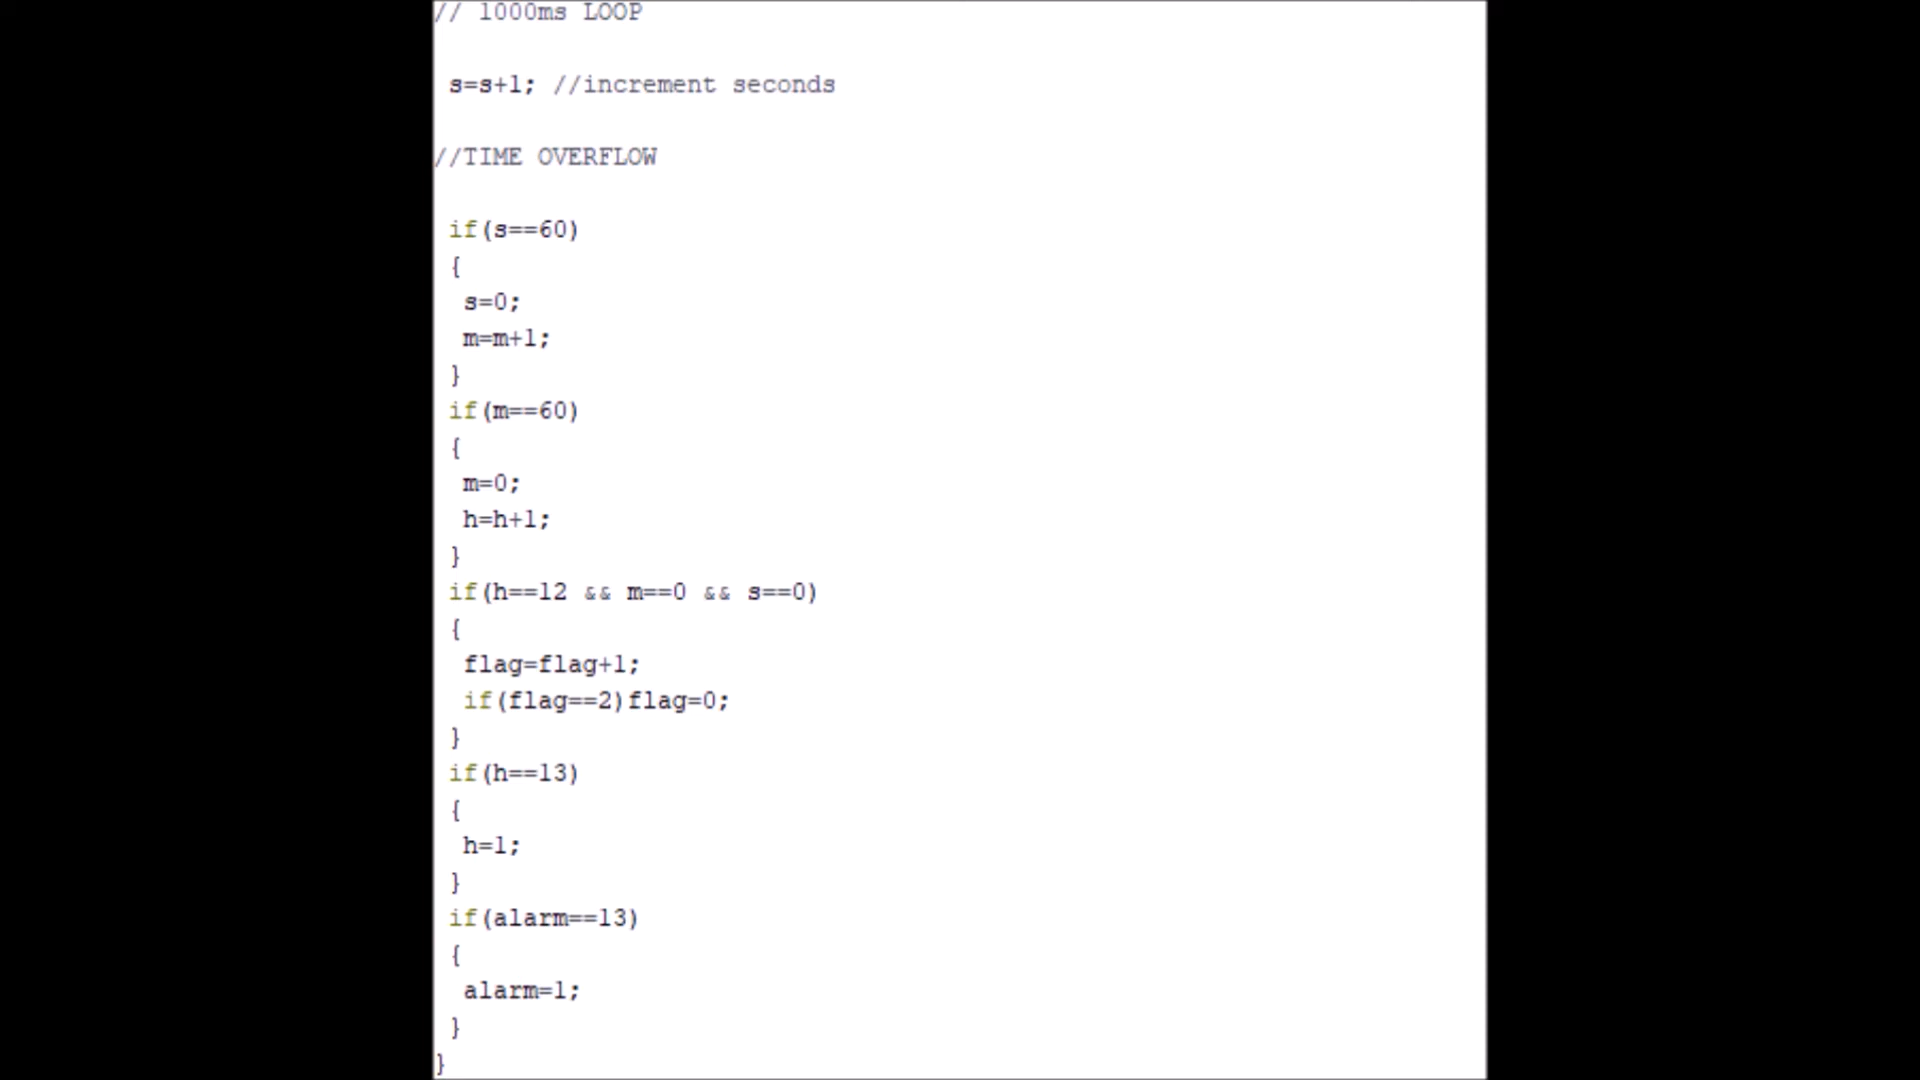 // 1000ms LOOP
s=s+1; //increment seconds
//TIME OVERFLOW
if(s==60)
{
s=0;
m=m+1;
}
if(m==60)
{
m=0;
h=h+1;
}
if(h==12 && m==0 && s==0)
{
flag=flag+1;
if(flag==2)flag=0;
}
if(h==13)
{
h=1;
}
if(alarm==13)
{
alarm=1;
}
}